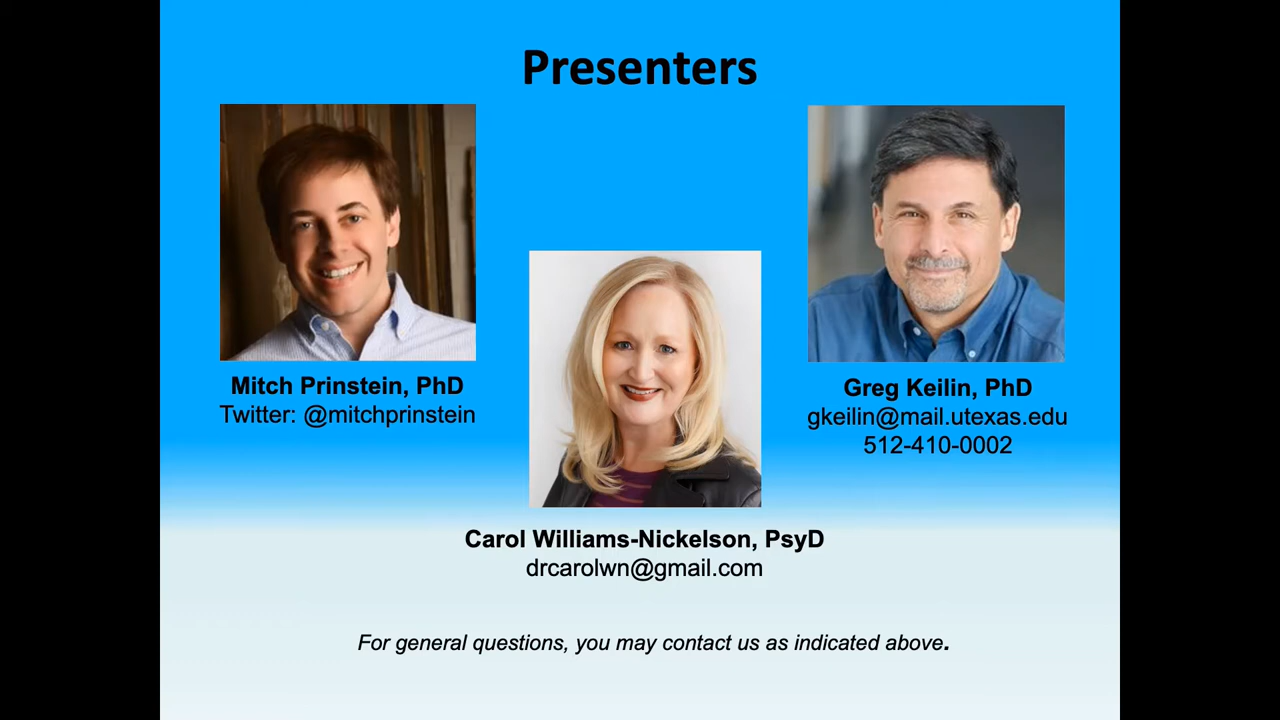 Presenters
Mitch Prinstein, PhD
Twitter: @mitchprinstein
Greg Keilin, PhD
gkeilin@mail.utexas.edu
512-410-0002
Carol Williams-Nickelson, PsyD
drcarolwn@gmail.com
For general questions, you may contact us as indicated above.